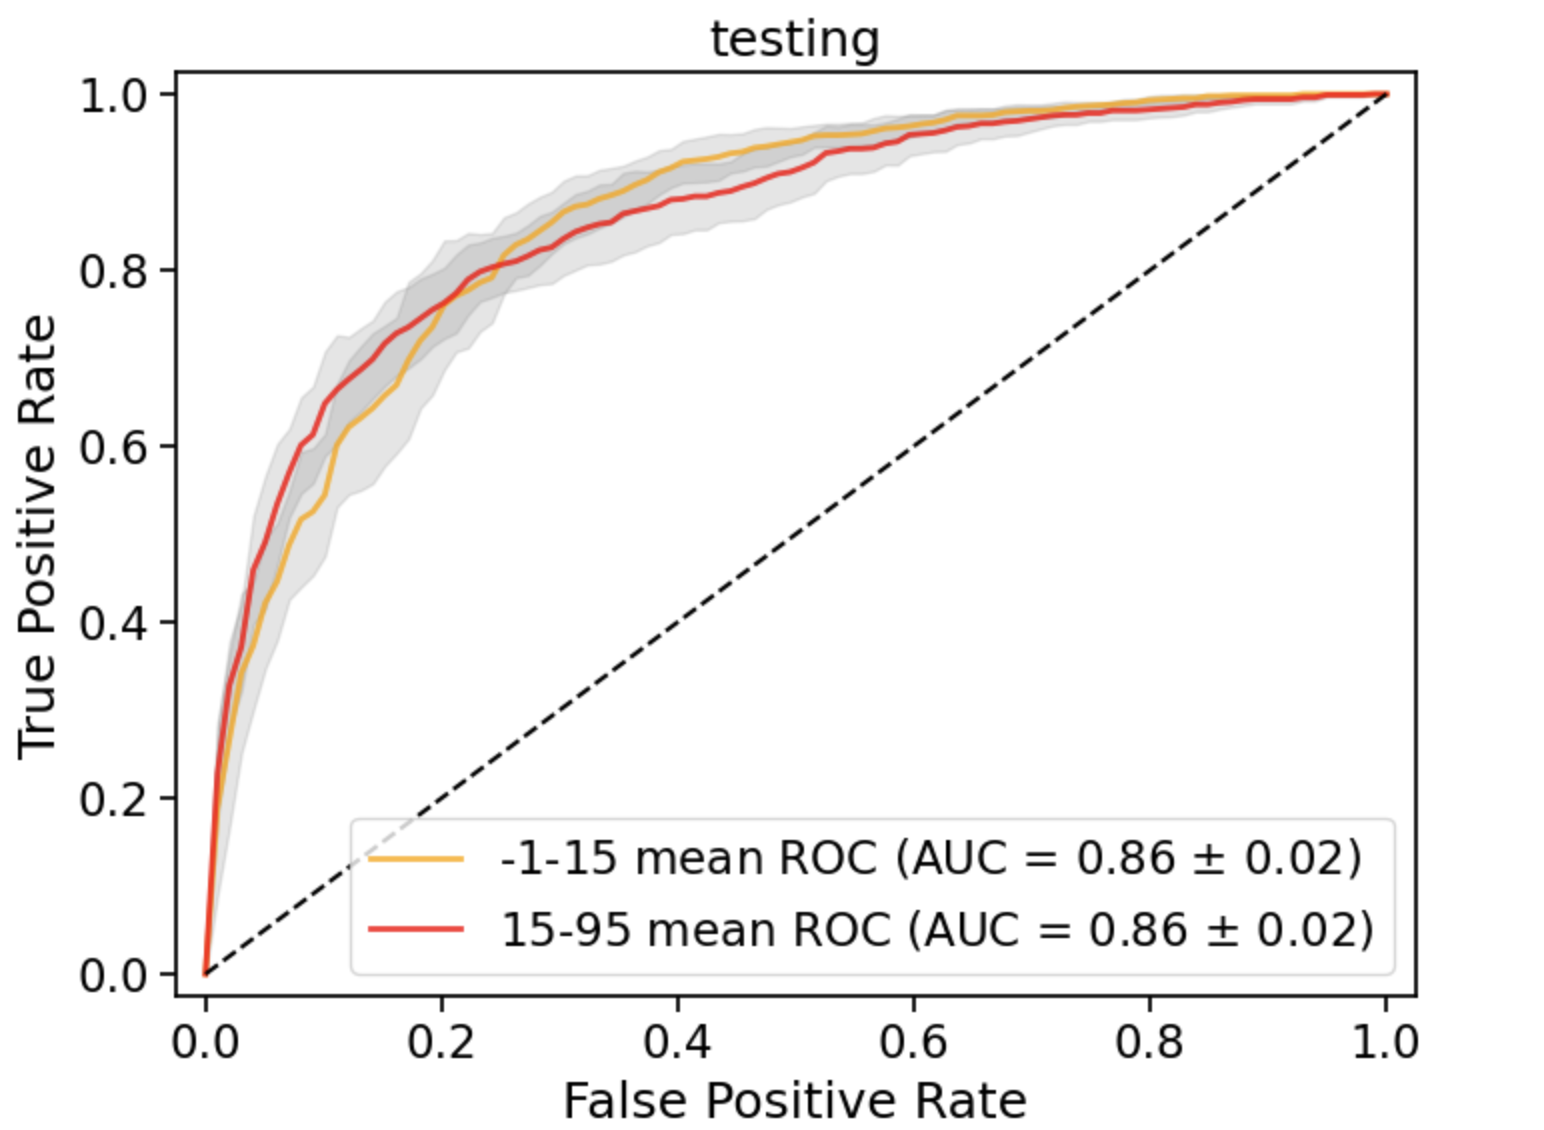 testing
1.0
0.8
0.6
0.4
0.2
0.0
True Positive Rate
-1-15 mean ROC (AUC = 0.86 ± 0.02)
15-95 mean ROC (AUC = 0.86 ± 0.02)
0.0 0.2 0.4 0.6 0.8 1.0
False Positive Rate